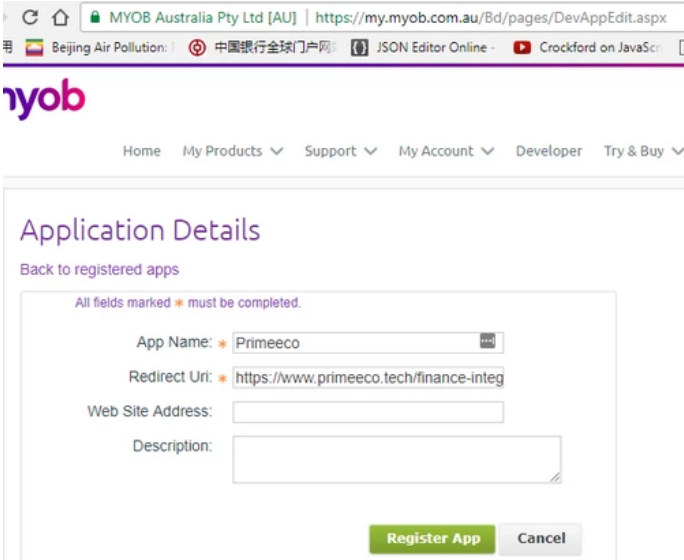 MYOB Australia Pty Ltd [AU] | https://my.myob.com.au/Bd/pages/DevAppEdit.aspx
用 Beijing Air Pollution: 中国银行全球门户网 JSON Editor Online - Crockford on JavaScri
myob
Home My Products Support My Account Developer Try & Buy
Application Details
Back to registered apps
All fields marked * must be completed.
App Name: * Primeeco
Redirect Uri: * https://www.primeeco.tech/finance-integ
Web Site Address:
Description:
Register App Cancel